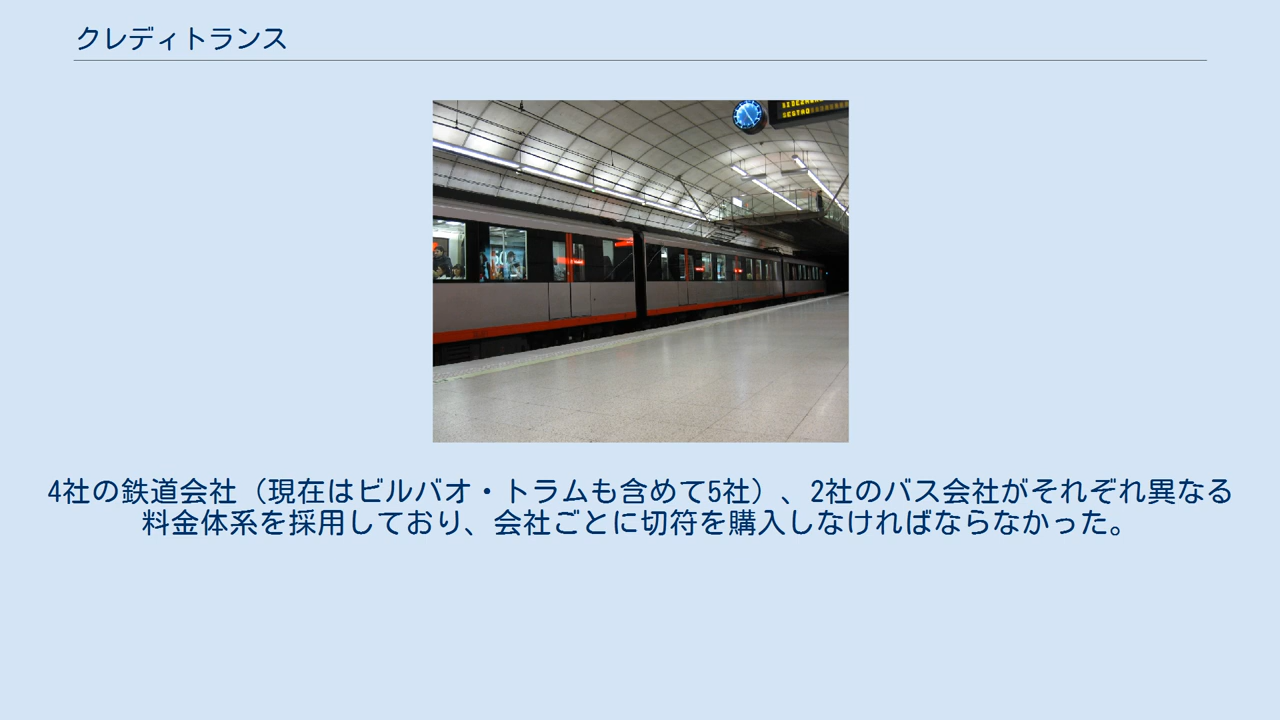 クレディトランス
SESTAO
4社の鉄道会社（現在はビルバオ・トラムも含めて5社）、2社のバス会社がそれぞれ異なる
料金体系を採用しており、会社ごとに切符を購入しなければならなかった。